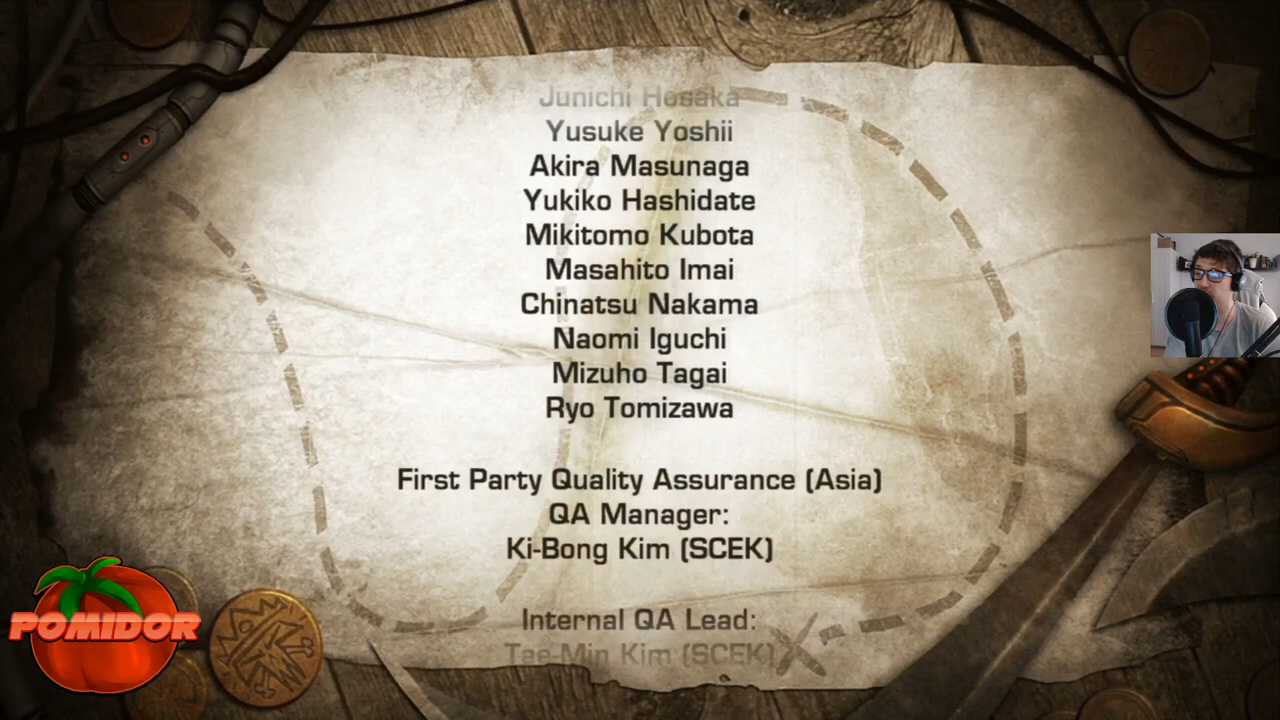 Junichi Hosaka
Yusuke Yoshii
Akira Masunaga
Yukiko Hashidate
Mikitomo Kubota
Masahito Imai
Chinatsu Nakama
Naomi Iguchi
Mizuho Tagai
Ryo Tomizawa
First Party Quality Assurance (Asia)
QA Manager:
Ki-Bong Kim (SCEK)
Internal QA Lead:
Tae-Min Kim (SCEK)
POMIDOR